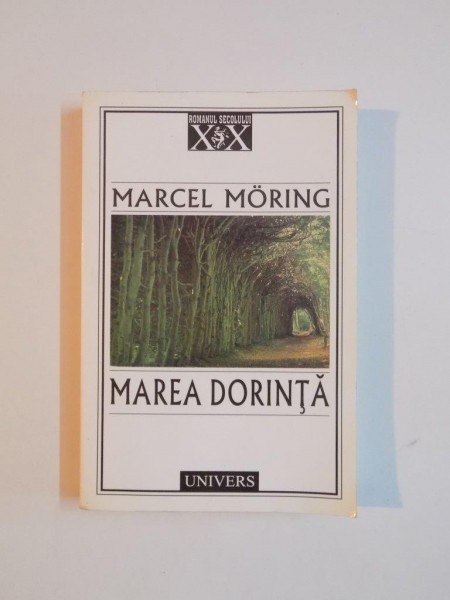 ROMANUL SECOLULUI
XX
MARCEL MÖRING
MAREA DORINŢĂ
UNIVERS